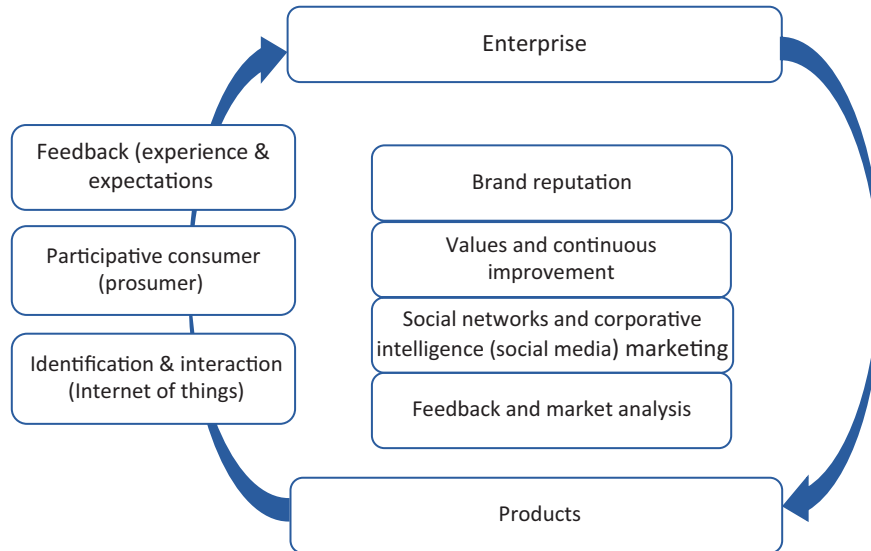 Enterprise
Feedback (experience &
expectations
Participative consumer
(prosumer)
Identification & interaction
(Internet of things)
Brand reputation
Values and continuous
improvement
Social networks and corporative
intelligence (social media) marketing
Feedback and market analysis
Products